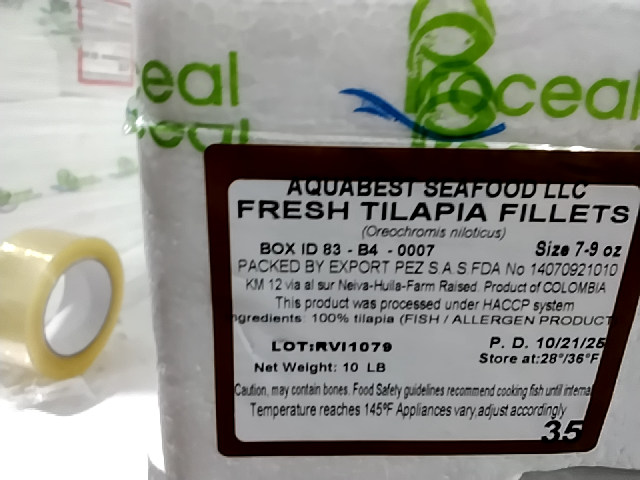 Proceal
AQUABEST SEAFOOD LLC
FRESH TILAPIA FILLETS
(Oreochromis niloticus)
BOX ID 83 - B4 - 0007 Size 7-9 oz
PACKED BY EXPORT PEZ S A S FDA No 14070921010
KM 12 via al sur Neiva-Huila-Farm Raised. Product of COLOMBIA
This product was processed under HACCP system
ngredients: 100% tilapia (FISH / ALLERGEN PRODUCT
LOT:RVI1079 P. D. 10/21/25
Net Weight: 10 LB Store at:28°/36°F
Caution, may contain bones. Food Safety guidelines recommend cooking fish until interna
Temperature reaches 145ºF Appliances vary,adjust accordingly
35